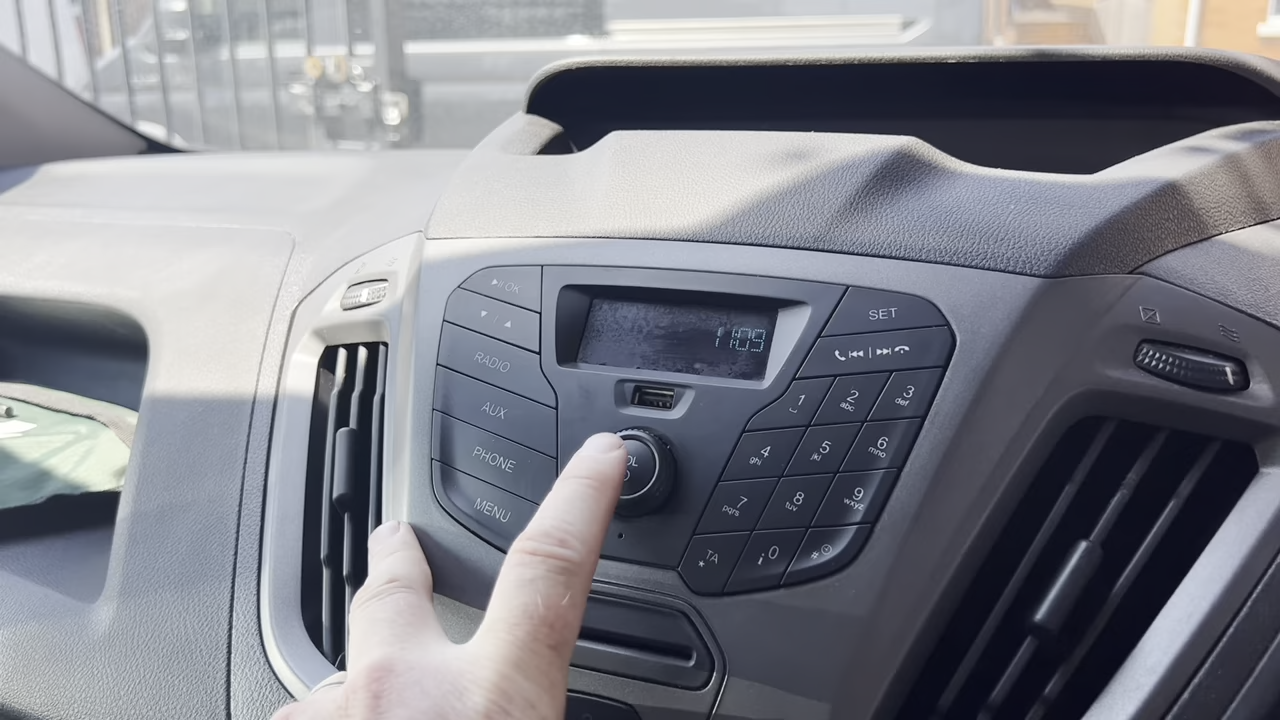 ▶II OK
▼ / ▲
RADIO
AUX
PHONE
MENU
11:09
OL
SET
⏮ | ⏭
1
2
abc
3
def
4
ghi
5
jkl
6
mno
7
pqrs
8
tuv
9
wxyz
TA
*
i 0
#